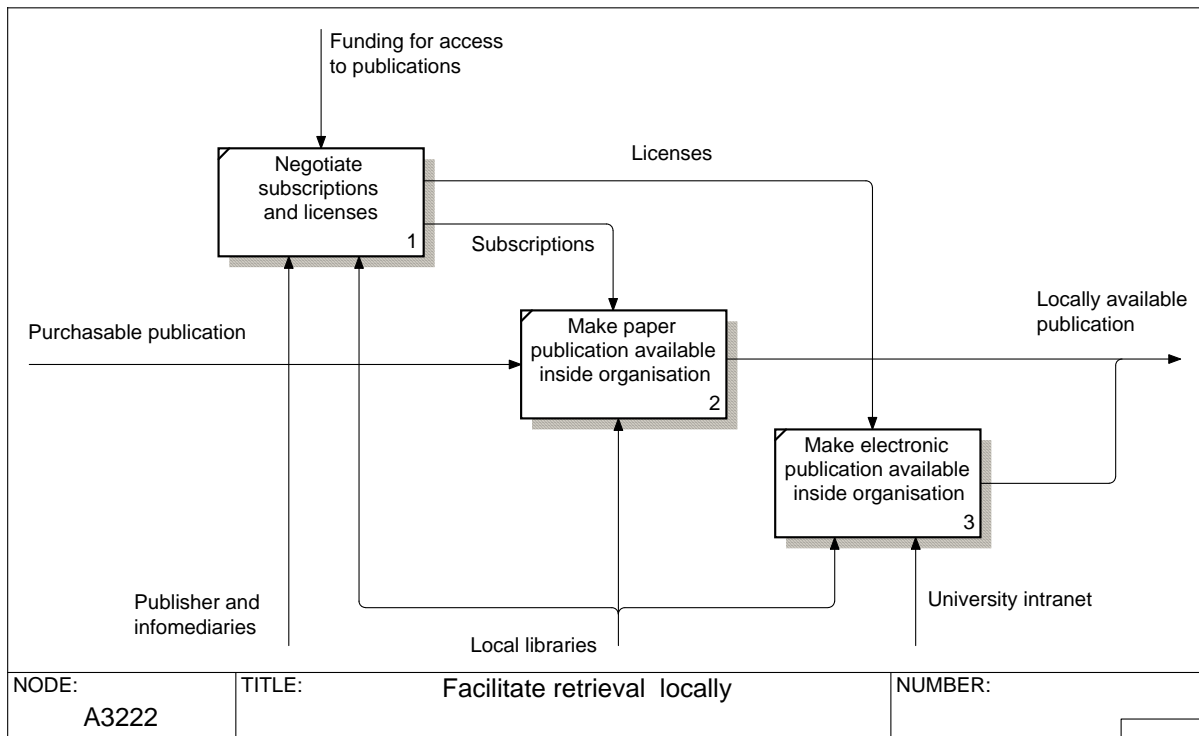 Funding for access
to publications
Negotiate
subscriptions
and licenses
1
Licenses
Subscriptions
Purchasable publication
Make paper
publication available
inside organisation
2
Locally available
publication
Make electronic
publication available
inside organisation
3
Publisher and
infomediaries
Local libraries
University intranet
NODE:
A3222
TITLE:
Facilitate retrieval locally
NUMBER: